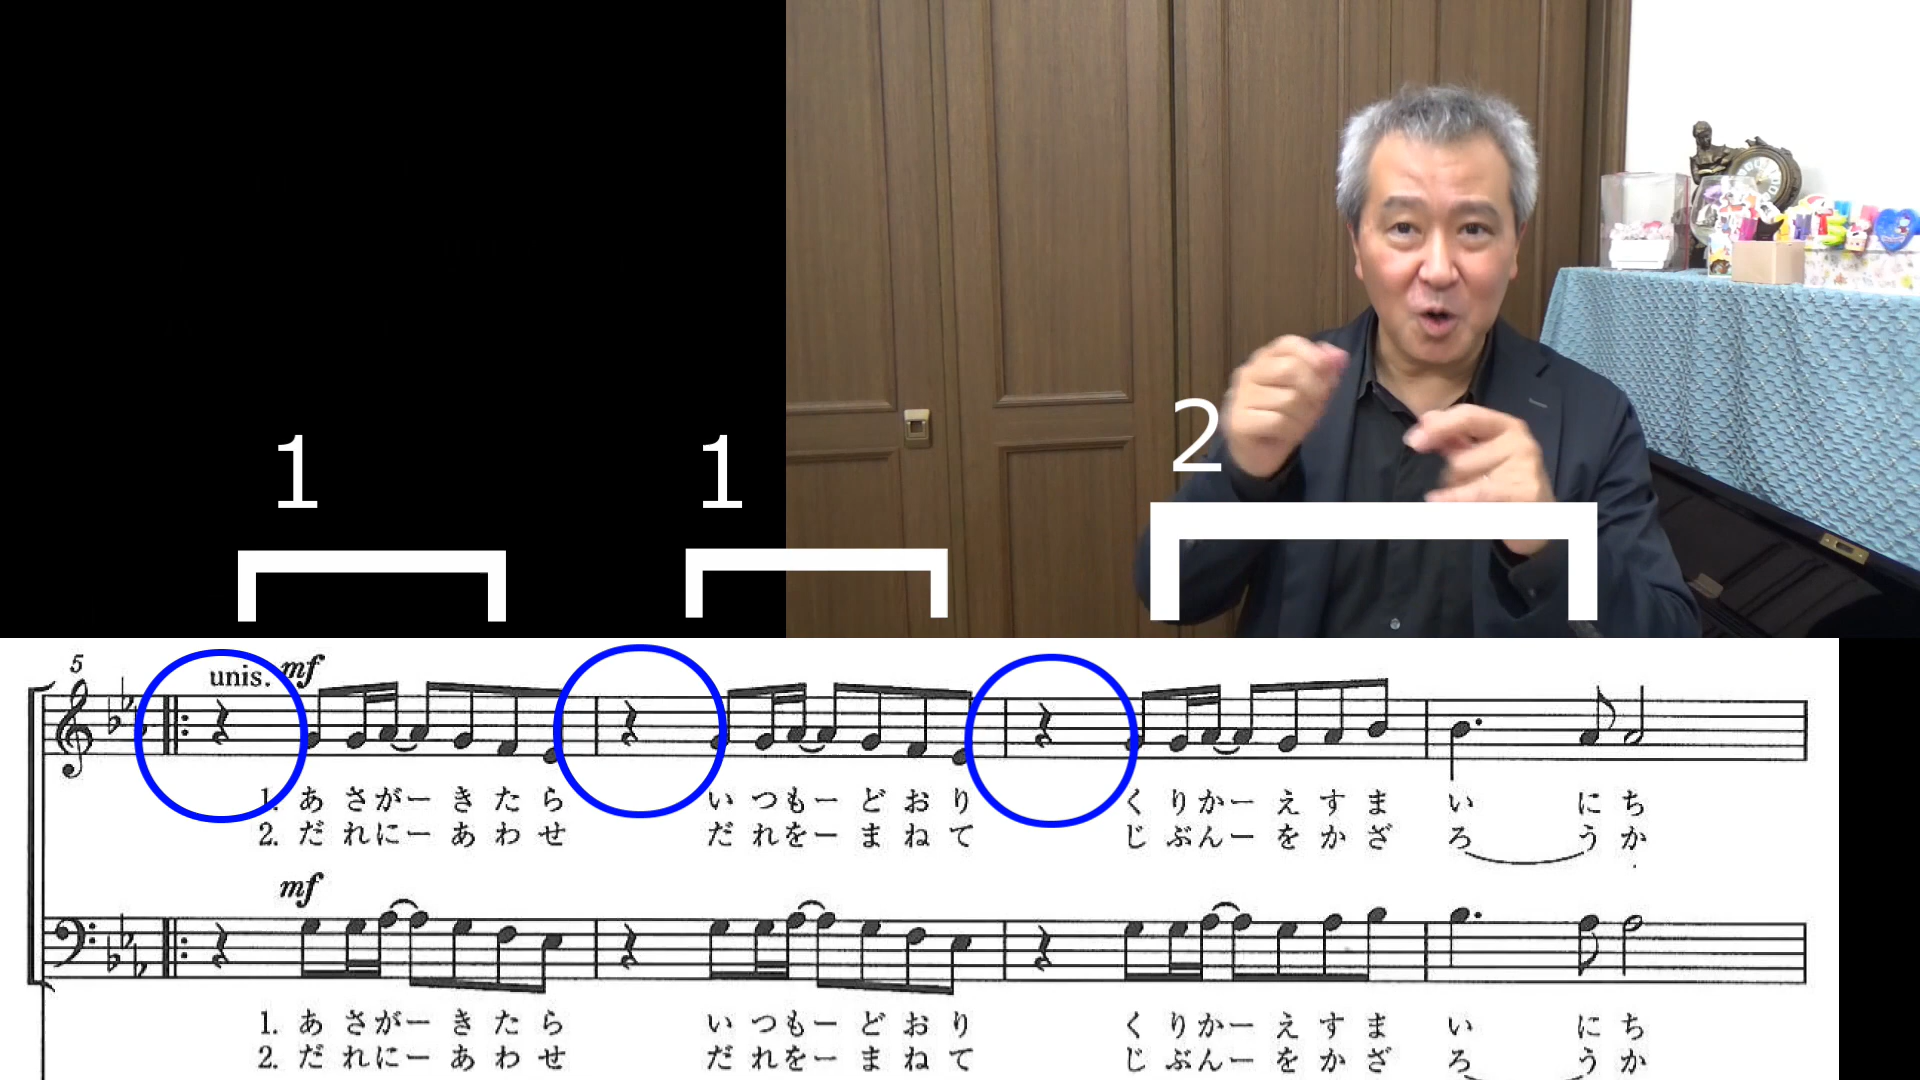 1 1 2
5 unis. mf
1. あ さがー き た ら い つもー ど お り く りかー え す ま い に ち
2. だ れにー あ わ せ だ れをー ま ね て じ ぶんー を か ざ ろ う か
mf
1. あ さがー き た ら い つもー ど お り く りかー え す ま い に ち
2. だ れにー あ わ せ だ れをー ま ね て じ ぶんー を か ざ ろ う か